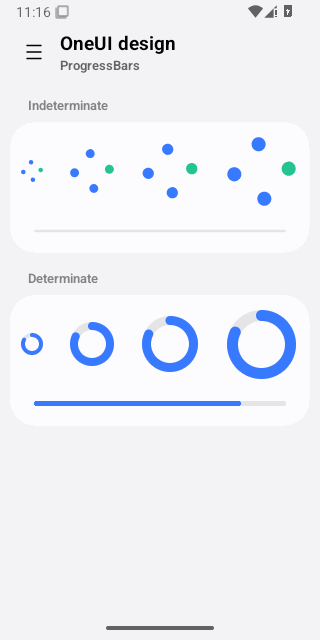 11:16
OneUI design
ProgressBars
Indeterminate
Determinate